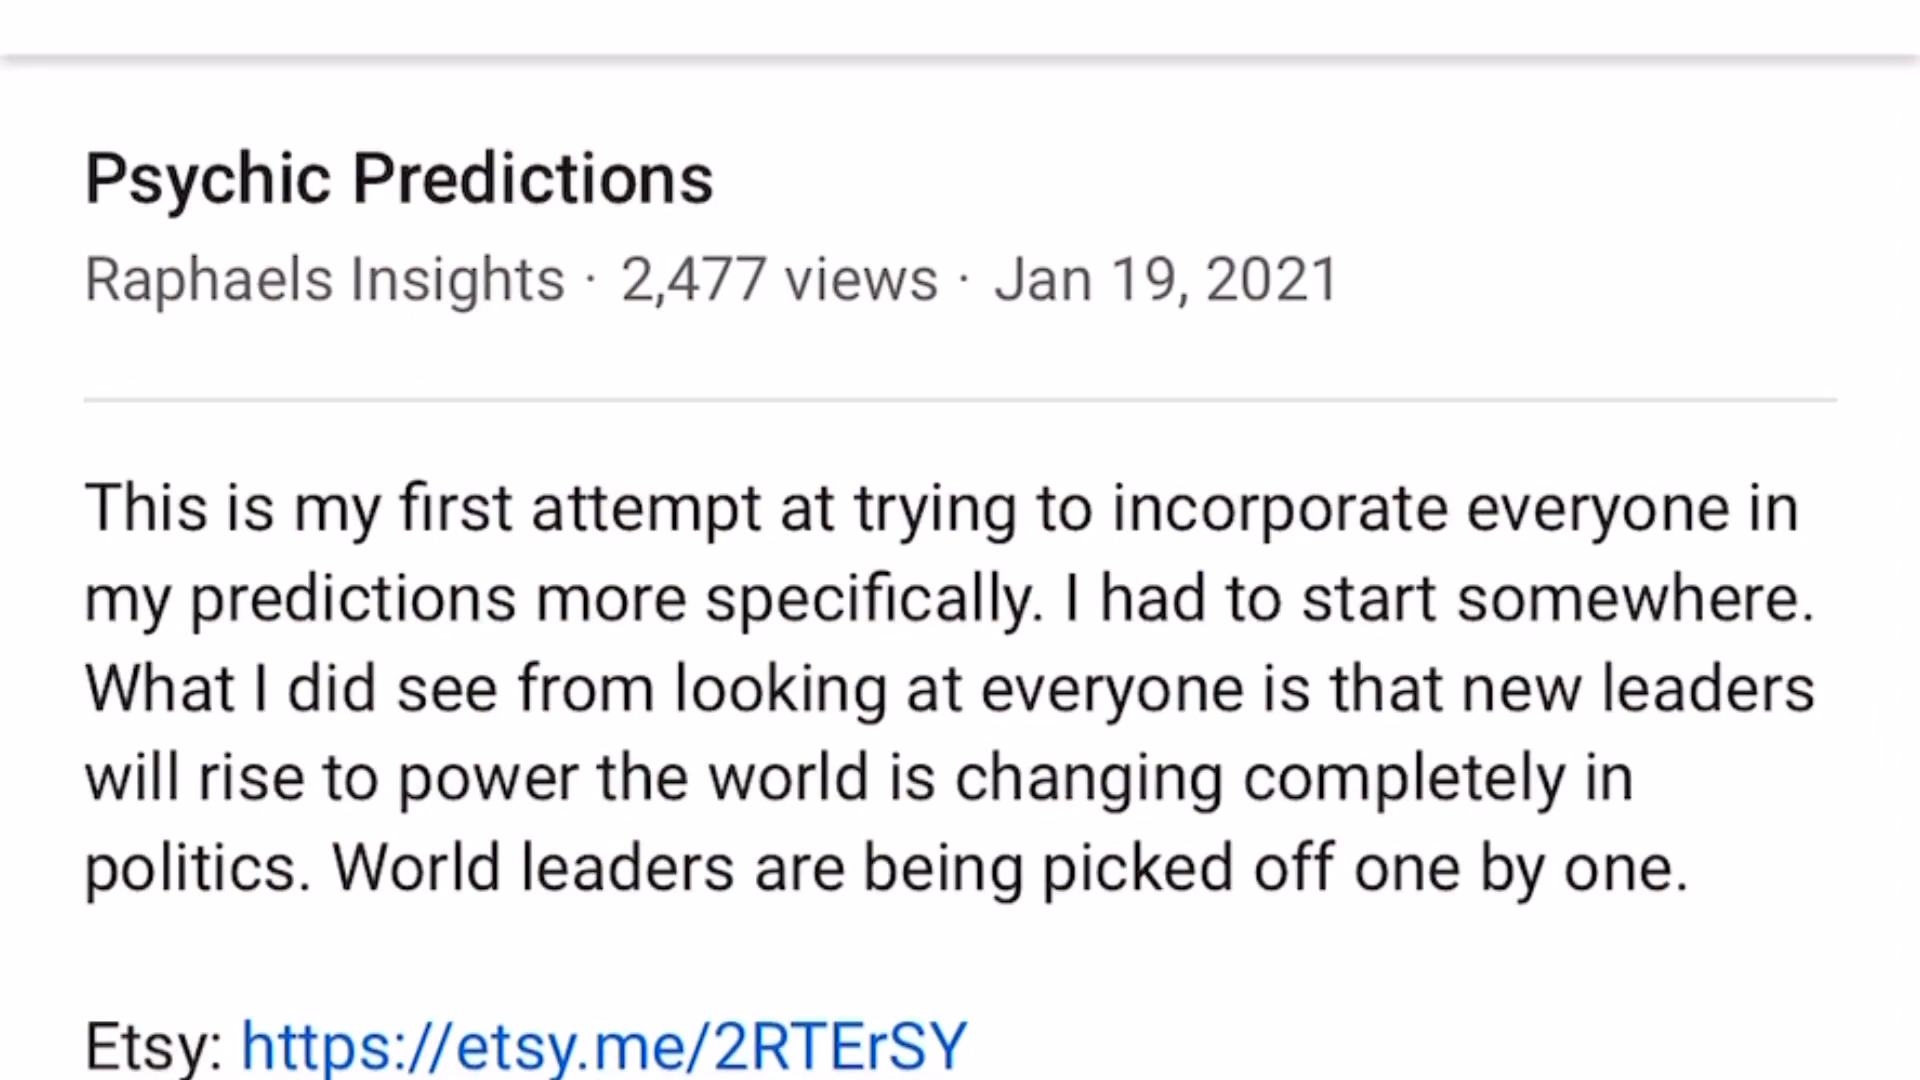 Psychic Predictions
Raphaels Insights · 2,477 views · Jan 19, 2021
This is my first attempt at trying to incorporate everyone in
my predictions more specifically. I had to start somewhere.
What I did see from looking at everyone is that new leaders
will rise to power the world is changing completely in
politics. World leaders are being picked off one by one.
Etsy: https://etsy.me/2RTErSY